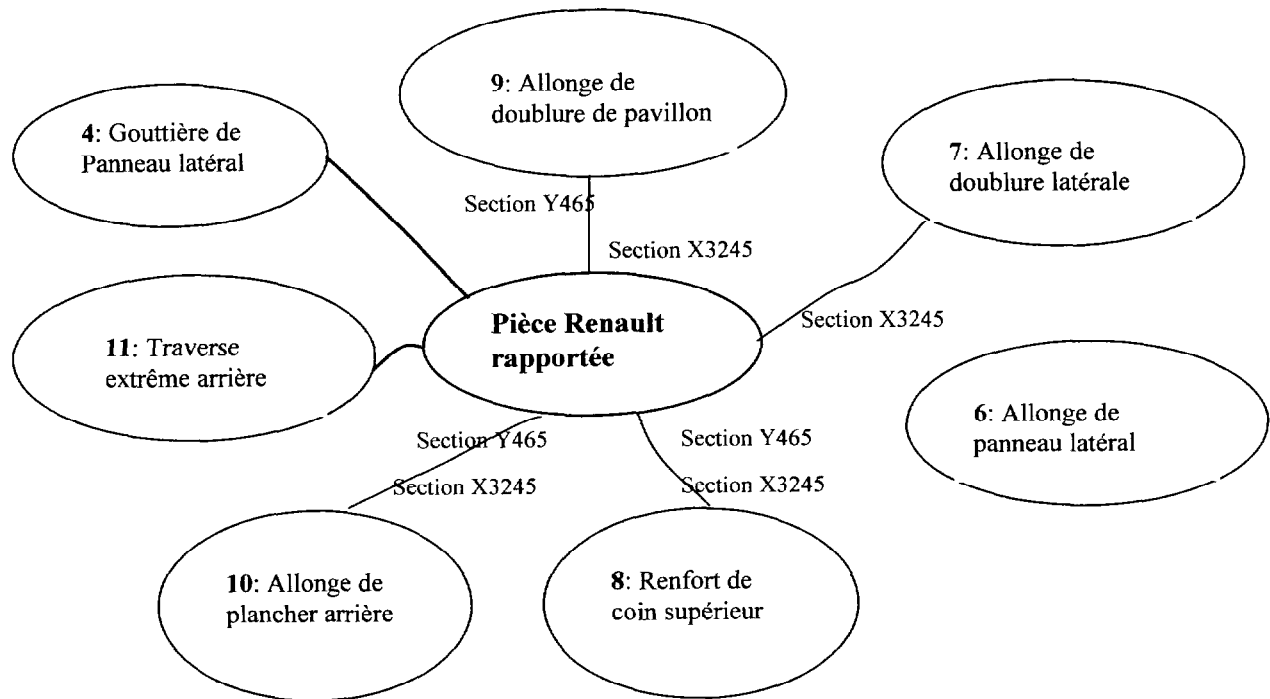 9: Allonge de
doublure de pavillon
4: Gouttière de
Panneau latéral
7: Allonge de
doublure latérale
Section Y465
Section X3245
Pièce Renault
rapportée
Section X3245
11: Traverse
extrême arrière
6: Allonge de
panneau latéral
Section Y465
Section Y465
Section X3245
Section X3245
10: Allonge de
plancher arrière
8: Renfort de
coin supérieur